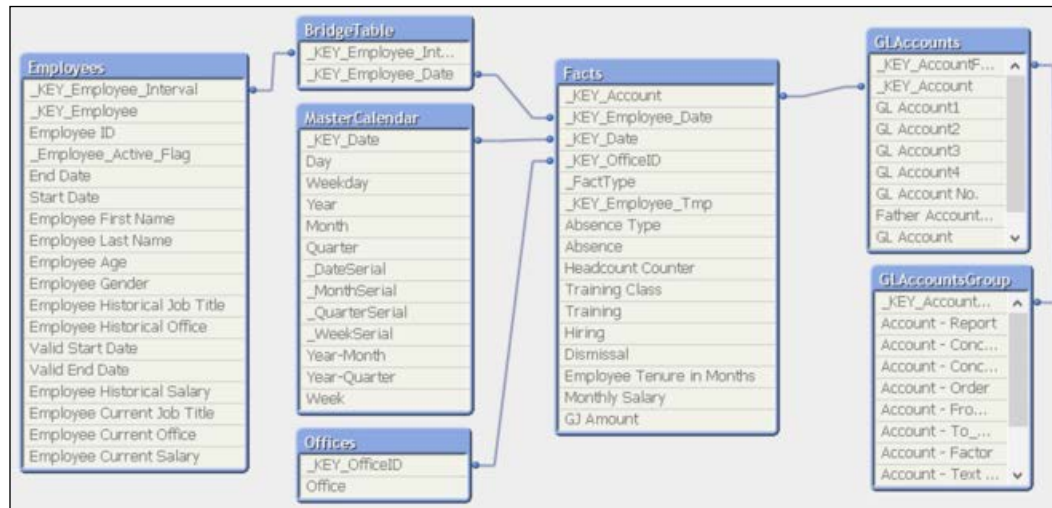 Employees
_KEY_Employee_Interval
_KEY_Employee
Employee ID
_Employee_Active_Flag
End Date
Start Date
Employee First Name
Employee Last Name
Employee Age
Employee Gender
Employee Historical Job Title
Employee Historical Office
Valid Start Date
Valid End Date
Employee Historical Salary
Employee Current Job Title
Employee Current Office
Employee Current Salary
BridgeTable
_KEY_Employee_Int...
_KEY_Employee_Date
MasterCalendar
_KEY_Date
Day
Weekday
Year
Month
Quarter
_DateSerial
_MonthSerial
_QuarterSerial
_WeekSerial
Year-Month
Year-Quarter
Week
Offices
_KEY_OfficeID
Office
Facts
_KEY_Account
_KEY_Employee_Date
_KEY_Date
_KEY_OfficeID
_FactType
_KEY_Employee_Tmp
Absence Type
Absence
Headcount Counter
Training Class
Training
Hiring
Dismissal
Employee Tenure in Months
Monthly Salary
GJ Amount
GLAccounts
_KEY_AccountF...
_KEY_Account
GL Account1
GL Account2
GL Account3
GL Account4
GL Account No.
Father Account...
GL Account
GLAccountsGroup
_KEY_Account...
Account - Report
Account - Conc...
Account - Conc...
Account - Order
Account - Fro...
Account - To_...
Account - Factor
Account - Text ...